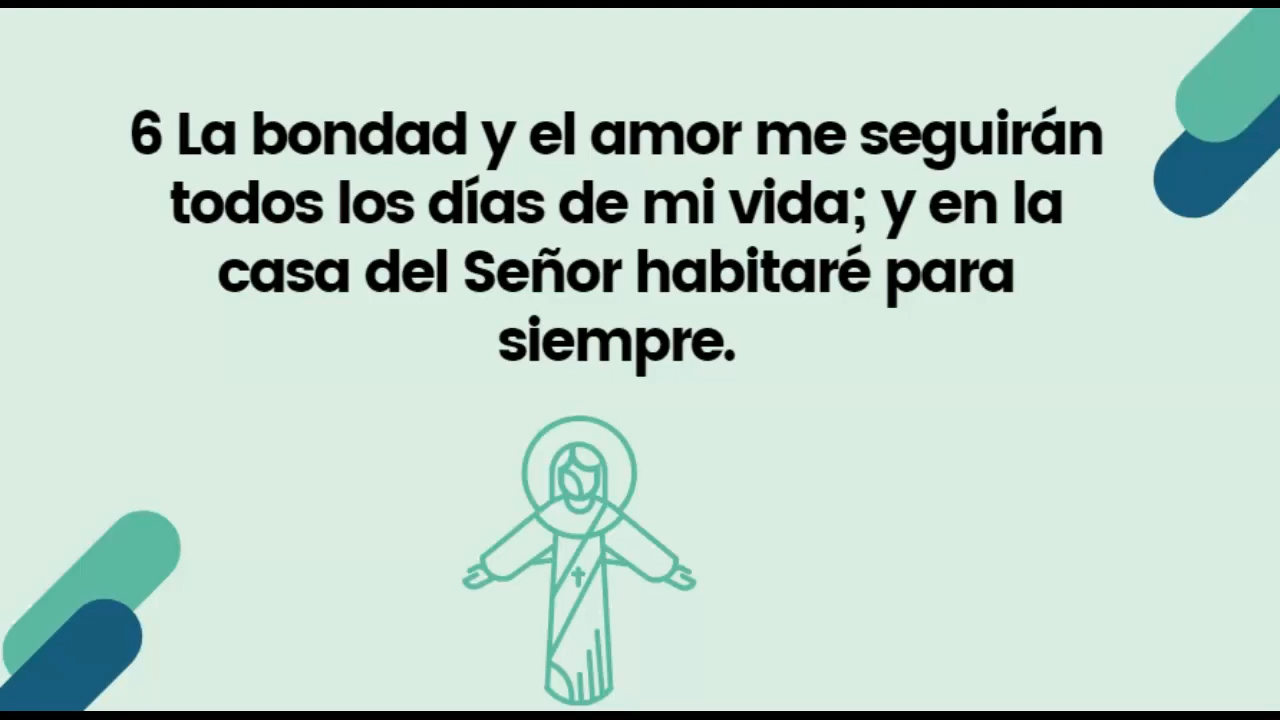 6 La bondad y el amor me seguirán
todos los días de mi vida; y en la
casa del Señor habitaré para
siempre.